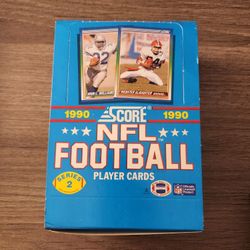 1990 SCORE 1990
NFL
FOOTBALL
PLAYER CARDS
SERIES
2